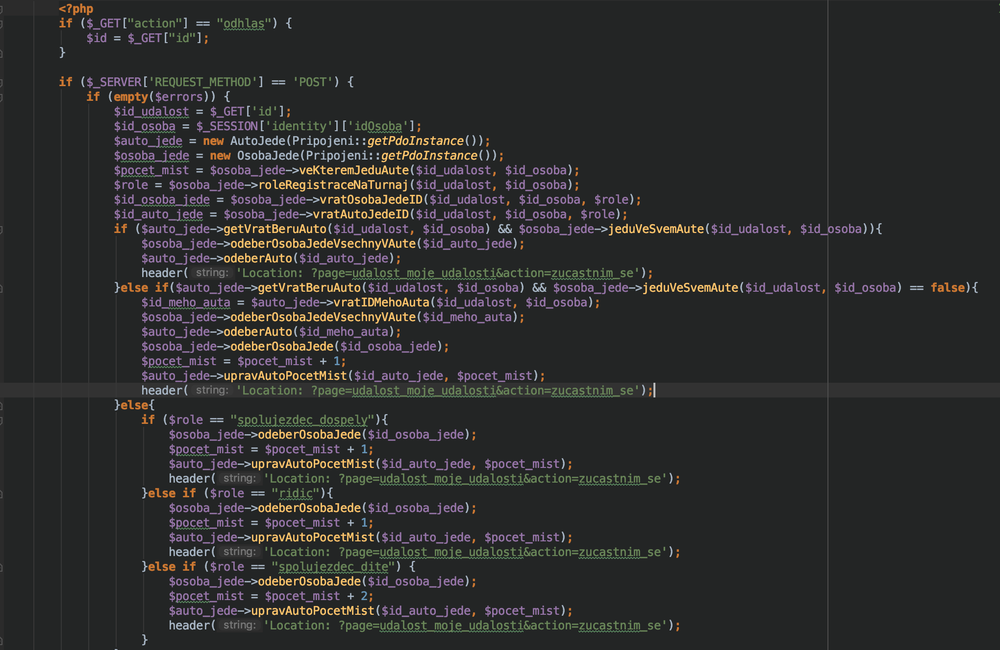 <?php
if ($_GET["action"] == "odhlas") {
    $id = $_GET["id"];
}
if ($_SERVER['REQUEST_METHOD'] == 'POST') {
    if (empty($errors)) {
        $id_udalost = $_GET['id'];
        $id_osoba = $_SESSION['identity']['idOsoba'];
        $auto_jede = new AutoJede(Pripojeni::getPdoInstance());
        $osoba_jede = new OsobaJede(Pripojeni::getPdoInstance());
        $pocet_mist = $osoba_jede->veKteremJeduAute($id_udalost, $id_osoba);
        $role = $osoba_jede->roleRegistraceNaTurnaj($id_udalost, $id_osoba);
        $id_osoba_jede = $osoba_jede->vratOsobaJedeID($id_udalost, $id_osoba, $role);
        $id_auto_jede = $osoba_jede->vratAutoJedeID($id_udalost, $id_osoba, $role);
        if ($auto_jede->getVratBeruAuto($id_udalost, $id_osoba) && $osoba_jede->jeduVeSvemAute($id_udalost, $id_osoba)){
            $osoba_jede->odeberOsobaJedeVsechnyVAute($id_auto_jede);
            $auto_jede->odeberAuto($id_auto_jede);
            header( string: 'Location: ?page=udalost_moje_udalosti&action=zucastnim_se');
        }else if($auto_jede->getVratBeruAuto($id_udalost, $id_osoba) && $osoba_jede->jeduVeSvemAute($id_udalost, $id_osoba) == false){
            $id_meho_auta = $auto_jede->vratIDMehoAuta($id_udalost, $id_osoba);
            $osoba_jede->odeberOsobaJedeVsechnyVAute($id_meho_auta);
            $auto_jede->odeberAuto($id_meho_auta);
            $osoba_jede->odeberOsobaJede($id_osoba_jede);
            $pocet_mist = $pocet_mist + 1;
            $auto_jede->upravAutoPocetMist($id_auto_jede, $pocet_mist);
            header( string: 'Location: ?page=udalost_moje_udalosti&action=zucastnim_se');
        }else{
            if ($role == "spolujezdec_dospely"){
                $osoba_jede->odeberOsobaJede($id_osoba_jede);
                $pocet_mist = $pocet_mist + 1;
                $auto_jede->upravAutoPocetMist($id_auto_jede, $pocet_mist);
                header( string: 'Location: ?page=udalost_moje_udalosti&action=zucastnim_se');
            }else if ($role == "ridic"){
                $osoba_jede->odeberOsobaJede($id_osoba_jede);
                $pocet_mist = $pocet_mist + 1;
                $auto_jede->upravAutoPocetMist($id_auto_jede, $pocet_mist);
                header( string: 'Location: ?page=udalost_moje_udalosti&action=zucastnim_se');
            }else if ($role == "spolujezdec_dite") {
                $osoba_jede->odeberOsobaJede($id_osoba_jede);
                $pocet_mist = $pocet_mist + 2;
                $auto_jede->upravAutoPocetMist($id_auto_jede, $pocet_mist);
                header( string: 'Location: ?page=udalost_moje_udalosti&action=zucastnim_se');
            }